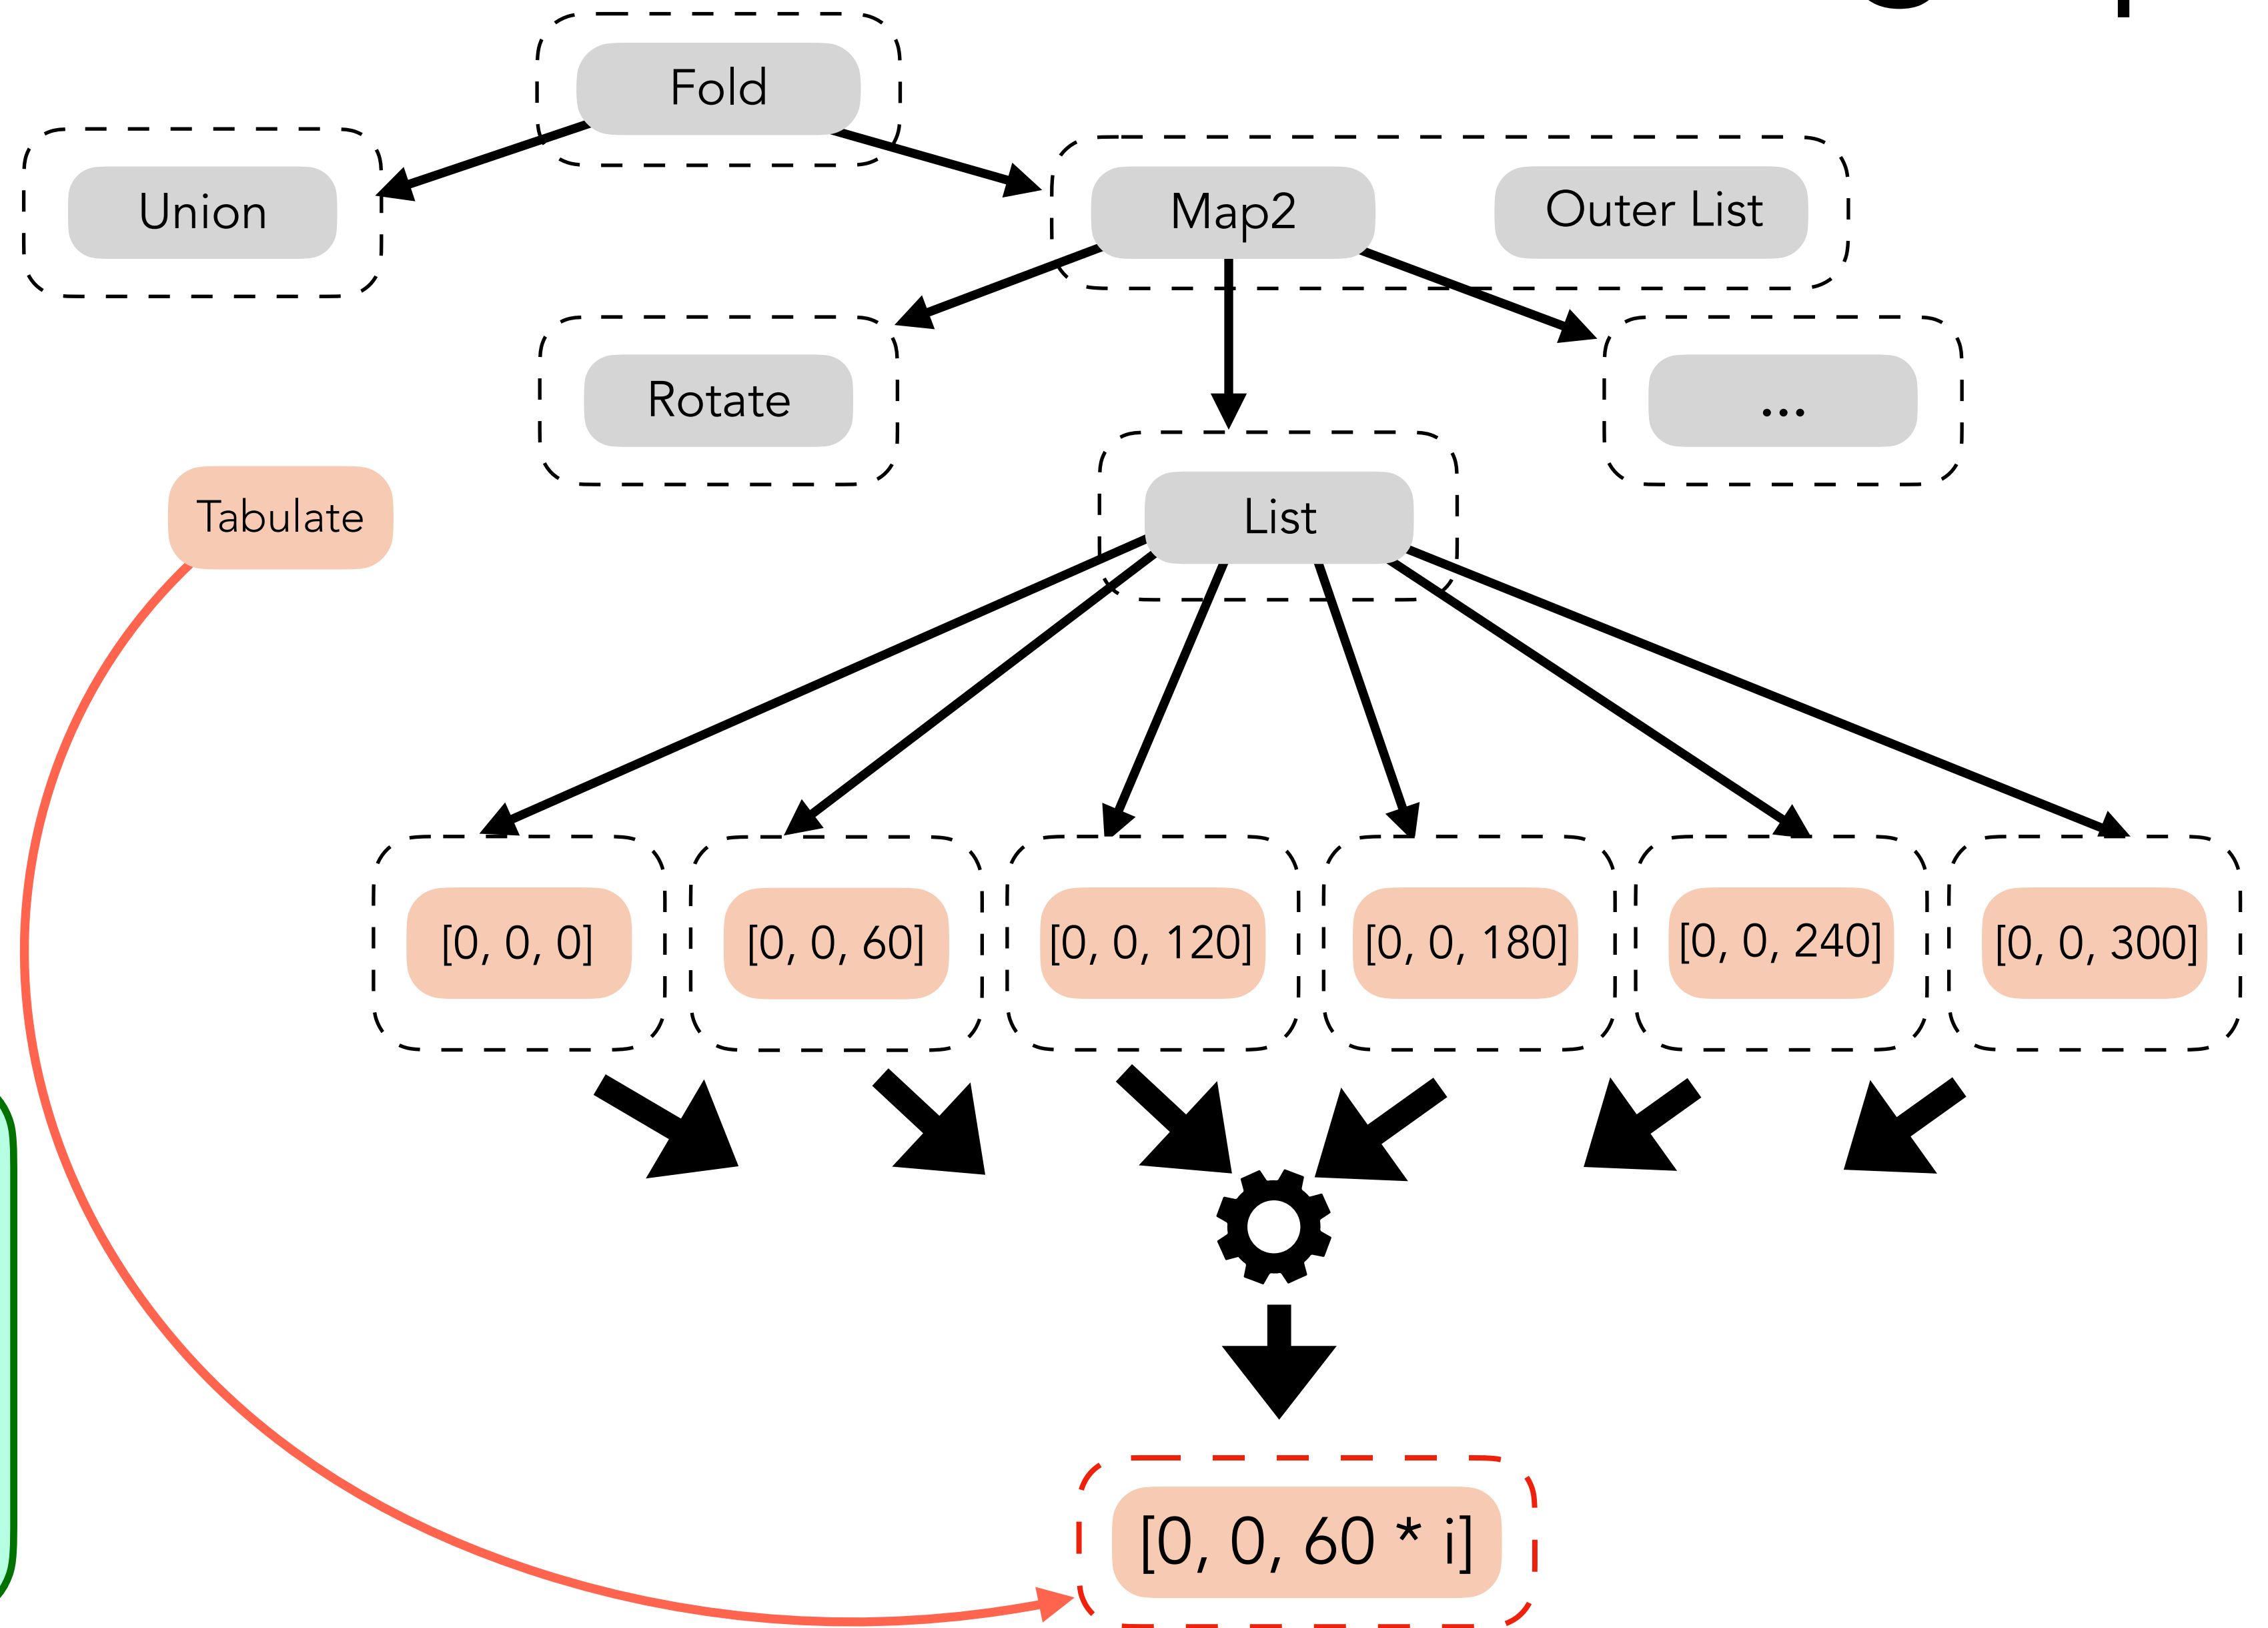 Fold
Union
Map2
Outer List
Rotate
...
Tabulate
List
[0, 0, 0]
[0, 0, 60]
[0, 0, 120]
[0, 0, 180]
[0, 0, 240]
[0, 0, 300]
[0, 0, 60 * i]